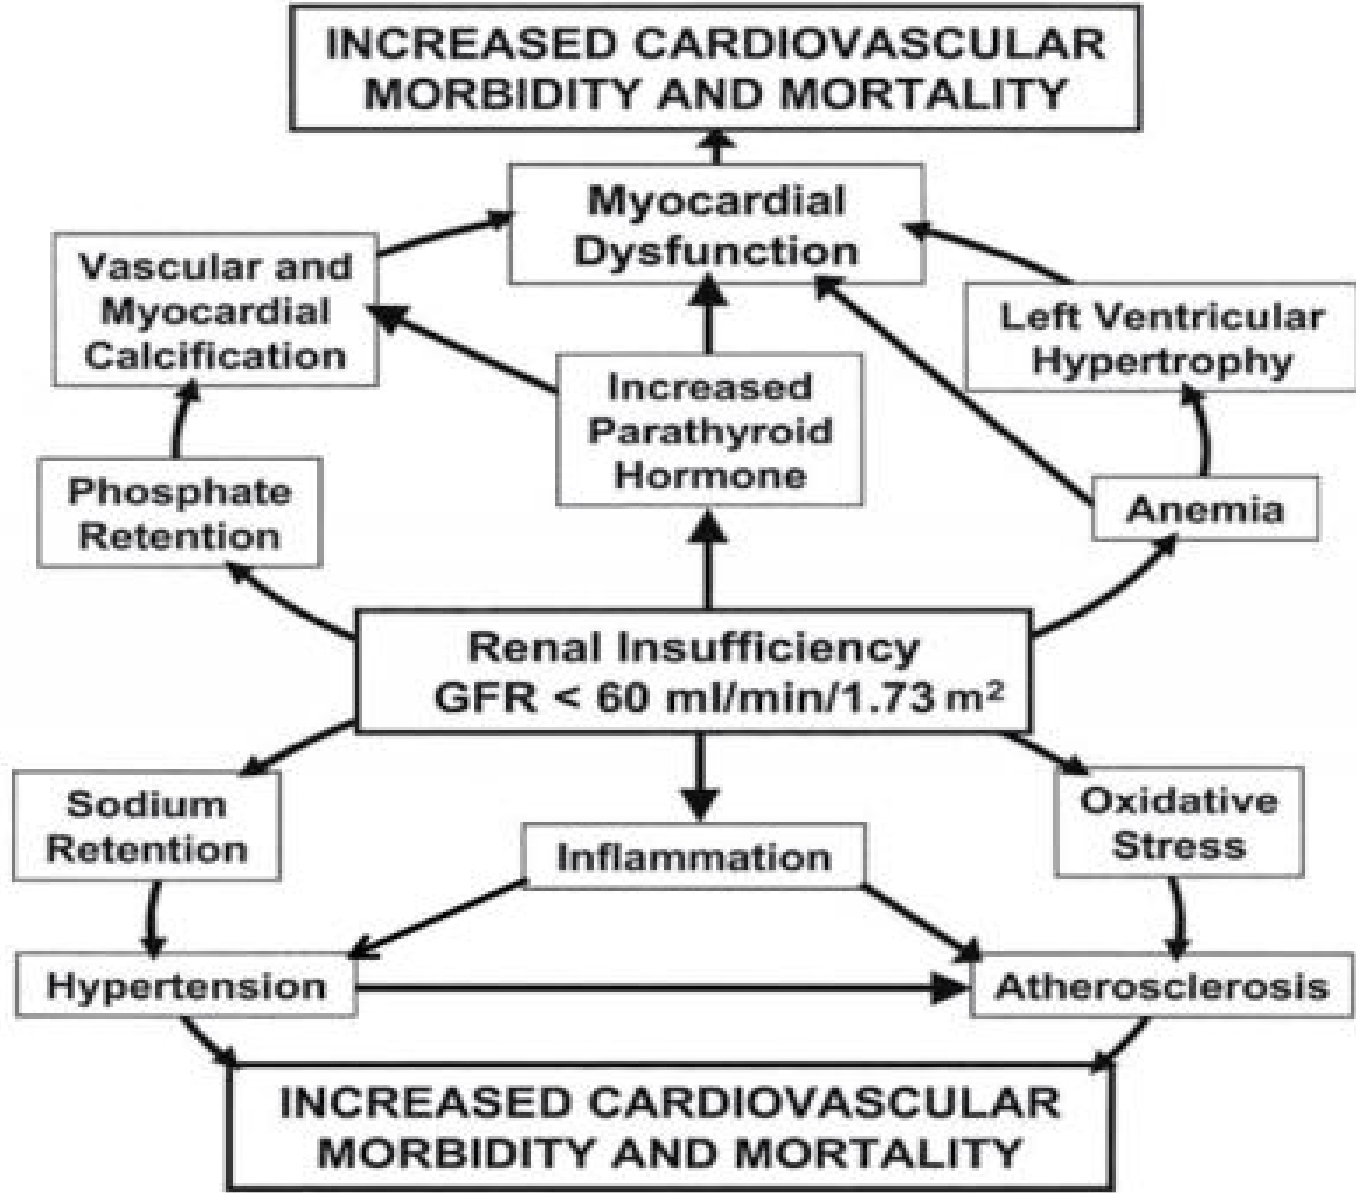 INCREASED CARDIOVASCULAR
MORBIDITY AND MORTALITY
Myocardial
Dysfunction
Vascular and
Myocardial
Calcification
Left Ventricular
Hypertrophy
Increased
Parathyroid
Hormone
Phosphate
Retention
Anemia
Renal Insufficiency
GFR < 60 ml/min/1.73 m²
Sodium
Retention
Inflammation
Oxidative
Stress
Hypertension
Atherosclerosis
INCREASED CARDIOVASCULAR
MORBIDITY AND MORTALITY